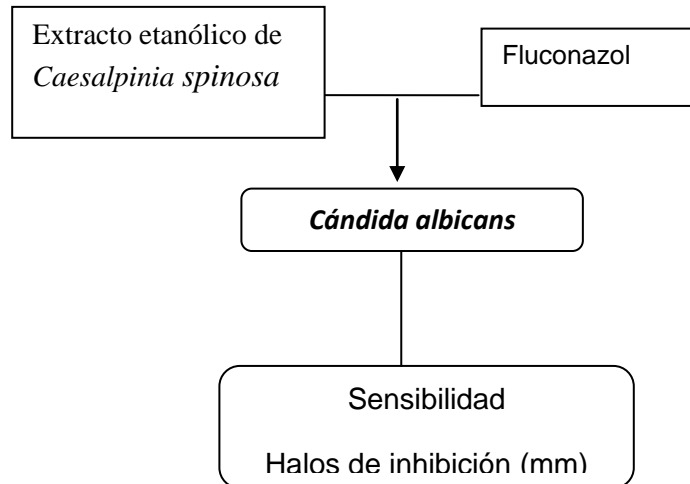 Extracto etanólico de
Caesalpinia spinosa
Fluconazol
Cándida albicans
Sensibilidad
Halos de inhibición (mm)